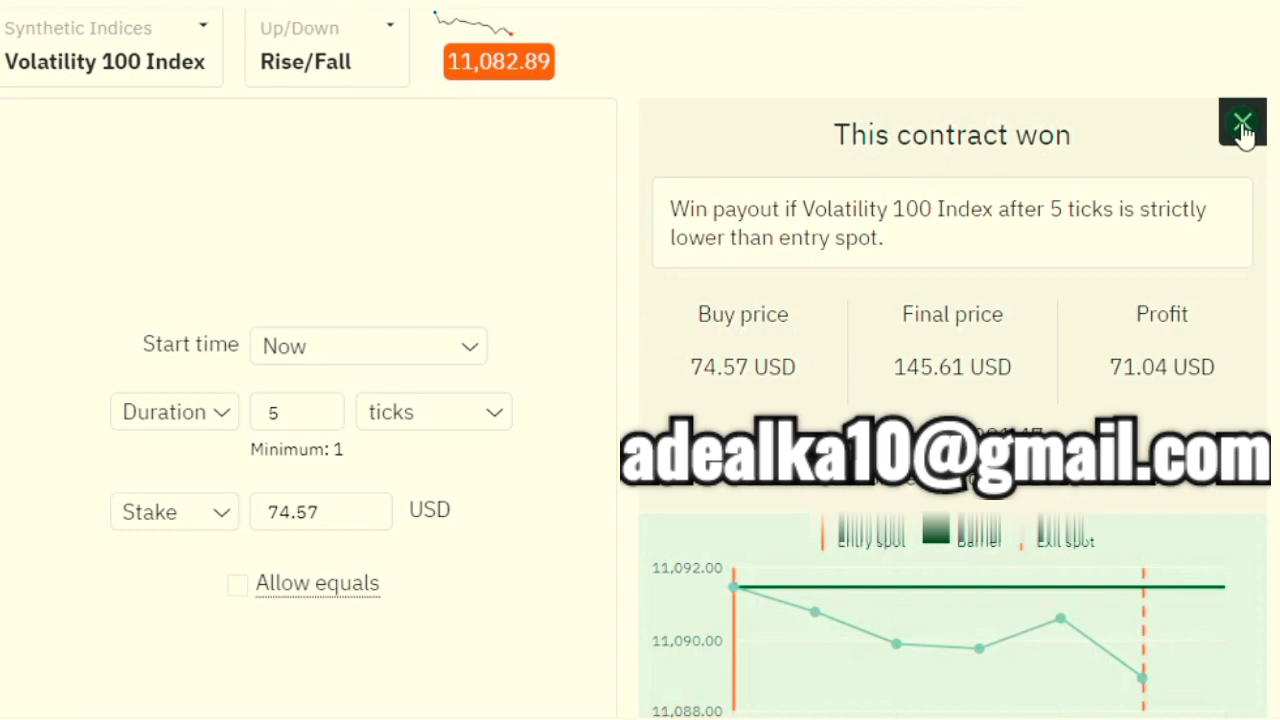 Synthetic Indices
Volatility 100 Index
Up/Down
Rise/Fall
11,082.89
This contract won
Win payout if Volatility 100 Index after 5 ticks is strictly
lower than entry spot.
Buy price Final price Profit
74.57 USD 145.61 USD 71.04 USD
Start time Now
Duration 5 ticks
Minimum: 1
Stake 74.57 USD
Allow equals
adealka10@gmail.com
Entry spot Barrier Exit spot
11,092.00
11,090.00
11,088.00